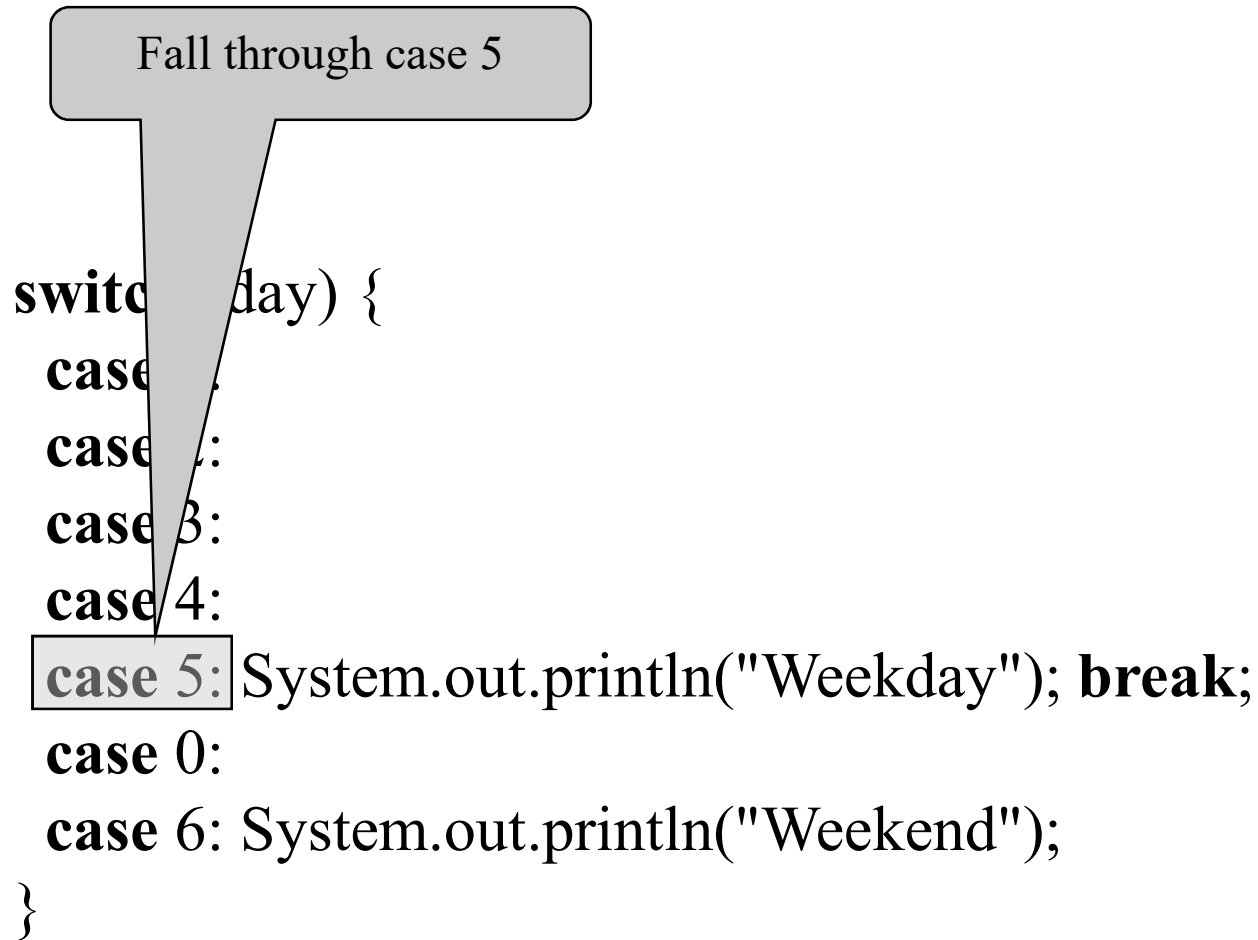 Fall through case 5
day) {
case
case :
case 3:
case 4:
case 5: System.out.println("Weekday"); break;
case 0:
case 6: System.out.println("Weekend");
}